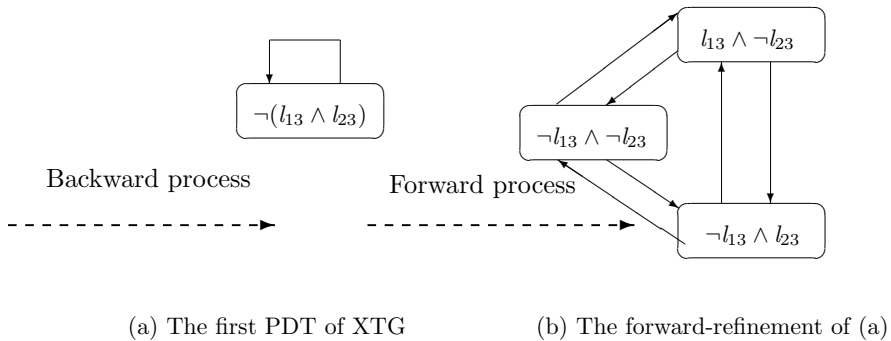 l₁₃ ∧ ¬l₂₃
¬(l₁₃ ∧ l₂₃)
¬l₁₃ ∧ ¬l₂₃
Backward process
Forward process
¬l₁₃ ∧ l₂₃
(a) The first PDT of XTG
(b) The forward-refinement of (a)